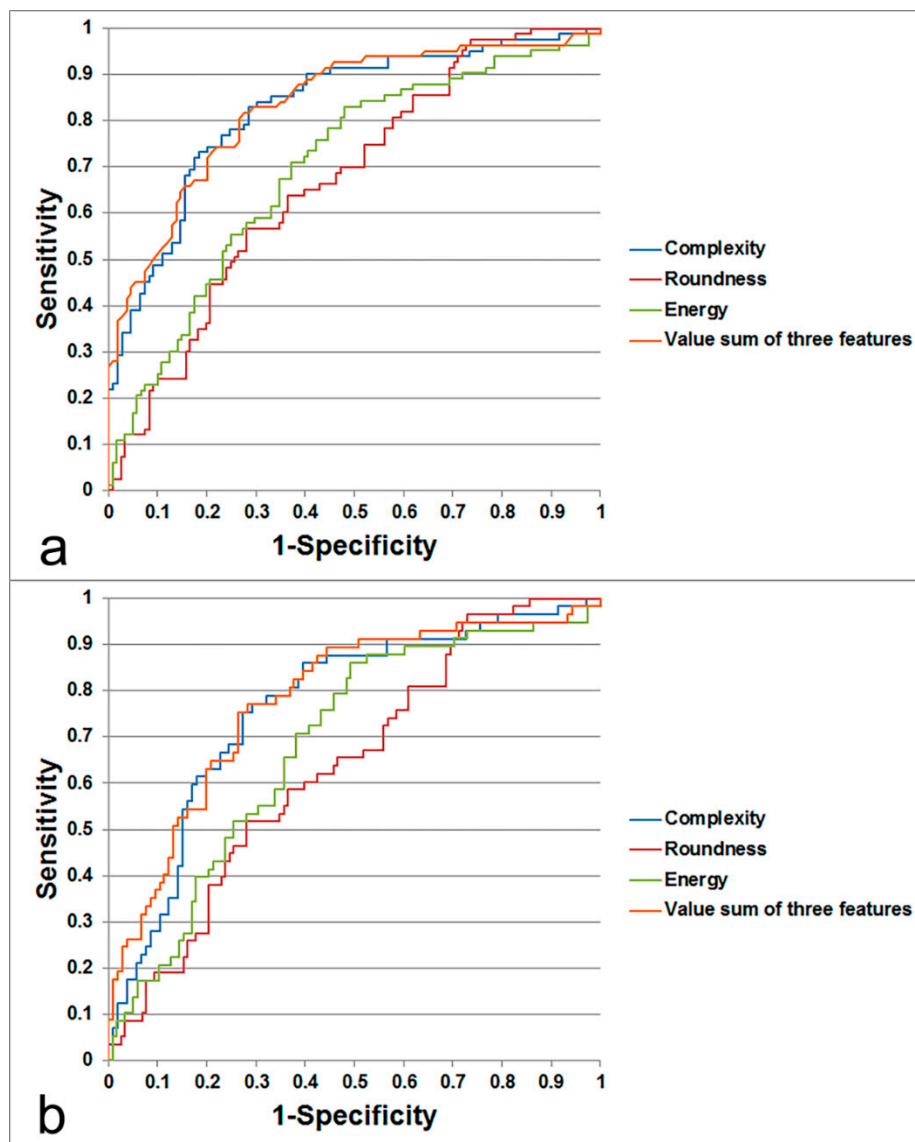 1
0.9
0.8
0.7
0.6
0.5
0.4
0.3
0.2
0.1
0
Sensitivity
0 0.1 0.2 0.3 0.4 0.5 0.6 0.7 0.8 0.9 1
1-Specificity
Complexity
Roundness
Energy
Value sum of three features
a
1
0.9
0.8
0.7
0.6
0.5
0.4
0.3
0.2
0.1
0
Sensitivity
0 0.1 0.2 0.3 0.4 0.5 0.6 0.7 0.8 0.9 1
1-Specificity
Complexity
Roundness
Energy
Value sum of three features
b